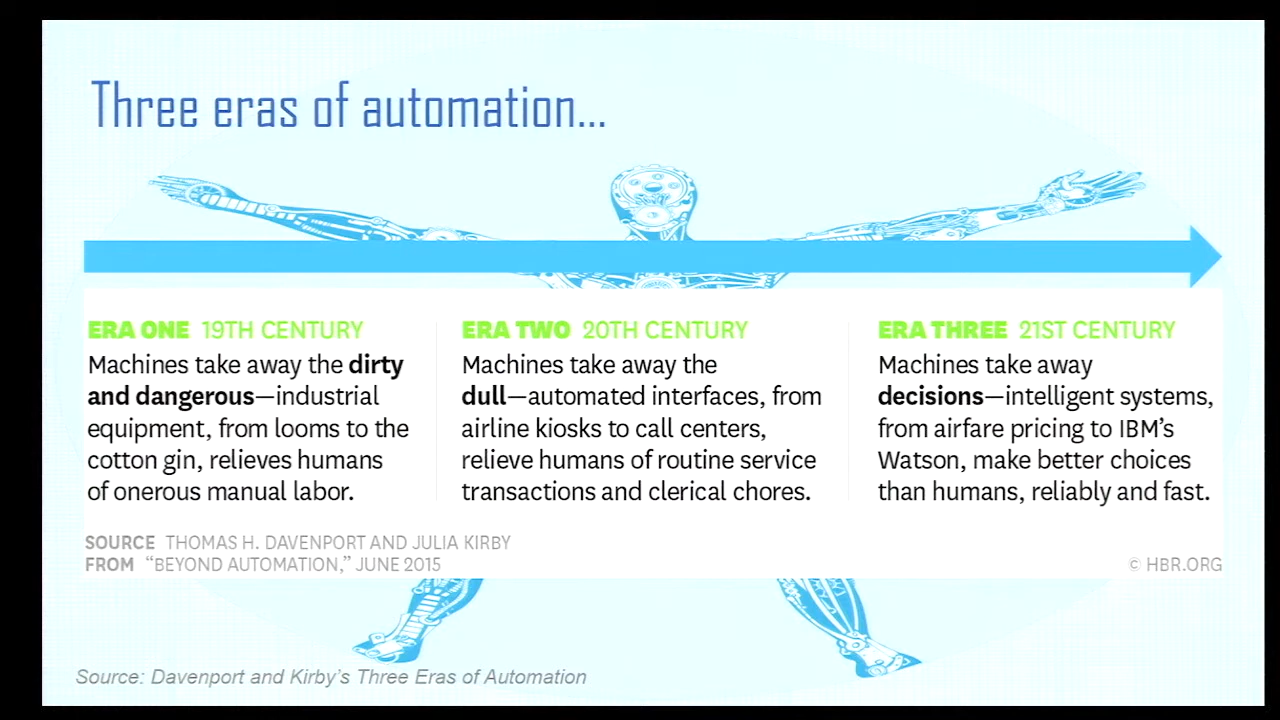 Three eras of automation...
ERA ONE 19TH CENTURY
Machines take away the dirty
and dangerous—industrial
equipment, from looms to the
cotton gin, relieves humans
of onerous manual labor.
ERA TWO 20TH CENTURY
Machines take away the
dull—automated interfaces, from
airline kiosks to call centers,
relieve humans of routine service
transactions and clerical chores.
ERA THREE 21ST CENTURY
Machines take away
decisions—intelligent systems,
from airfare pricing to IBM’s
Watson, make better choices
than humans, reliably and fast.
SOURCE THOMAS H. DAVENPORT AND JULIA KIRBY
FROM “BEYOND AUTOMATION,” JUNE 2015
© HBR.ORG
Source: Davenport and Kirby’s Three Eras of Automation